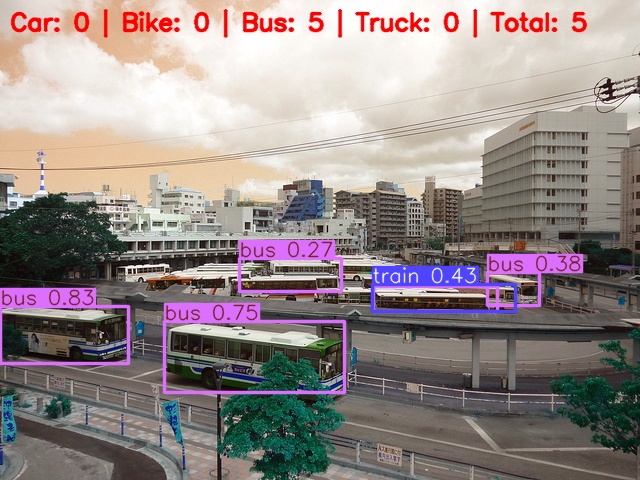 Car: 0 | Bike: 0 | Bus: 5 | Truck: 0 | Total: 5
bus 0.27
bus 0.38
train 0.43
bus 0.83
bus 0.75